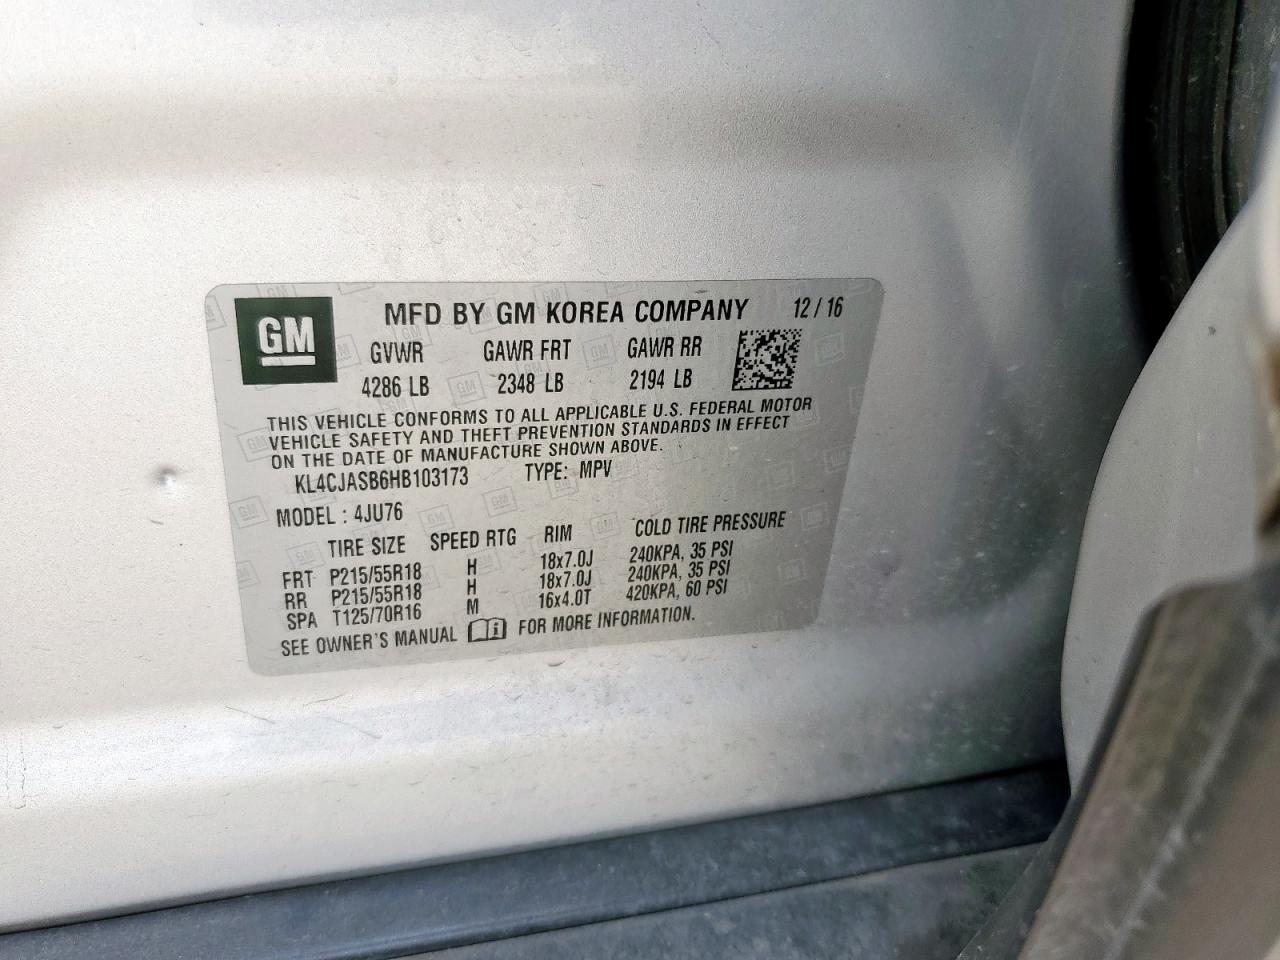 GM
MFD BY GM KOREA COMPANY 12/16
GVWR GAWR FRT GAWR RR
4286 LB 2348 LB 2194 LB
THIS VEHICLE CONFORMS TO ALL APPLICABLE U.S. FEDERAL MOTOR
VEHICLE SAFETY AND THEFT PREVENTION STANDARDS IN EFFECT
ON THE DATE OF MANUFACTURE SHOWN ABOVE.
KL4CJASB6HB103173 TYPE: MPV
MODEL : 4JU76
TIRE SIZE SPEED RTG RIM COLD TIRE PRESSURE
FRT P215/55R18 H 18x7.0J 240KPA, 35 PSI
RR P215/55R18 H 18x7.0J 240KPA, 35 PSI
SPA T125/70R16 M 16x4.0T 420KPA, 60 PSI
SEE OWNER'S MANUAL i FOR MORE INFORMATION.